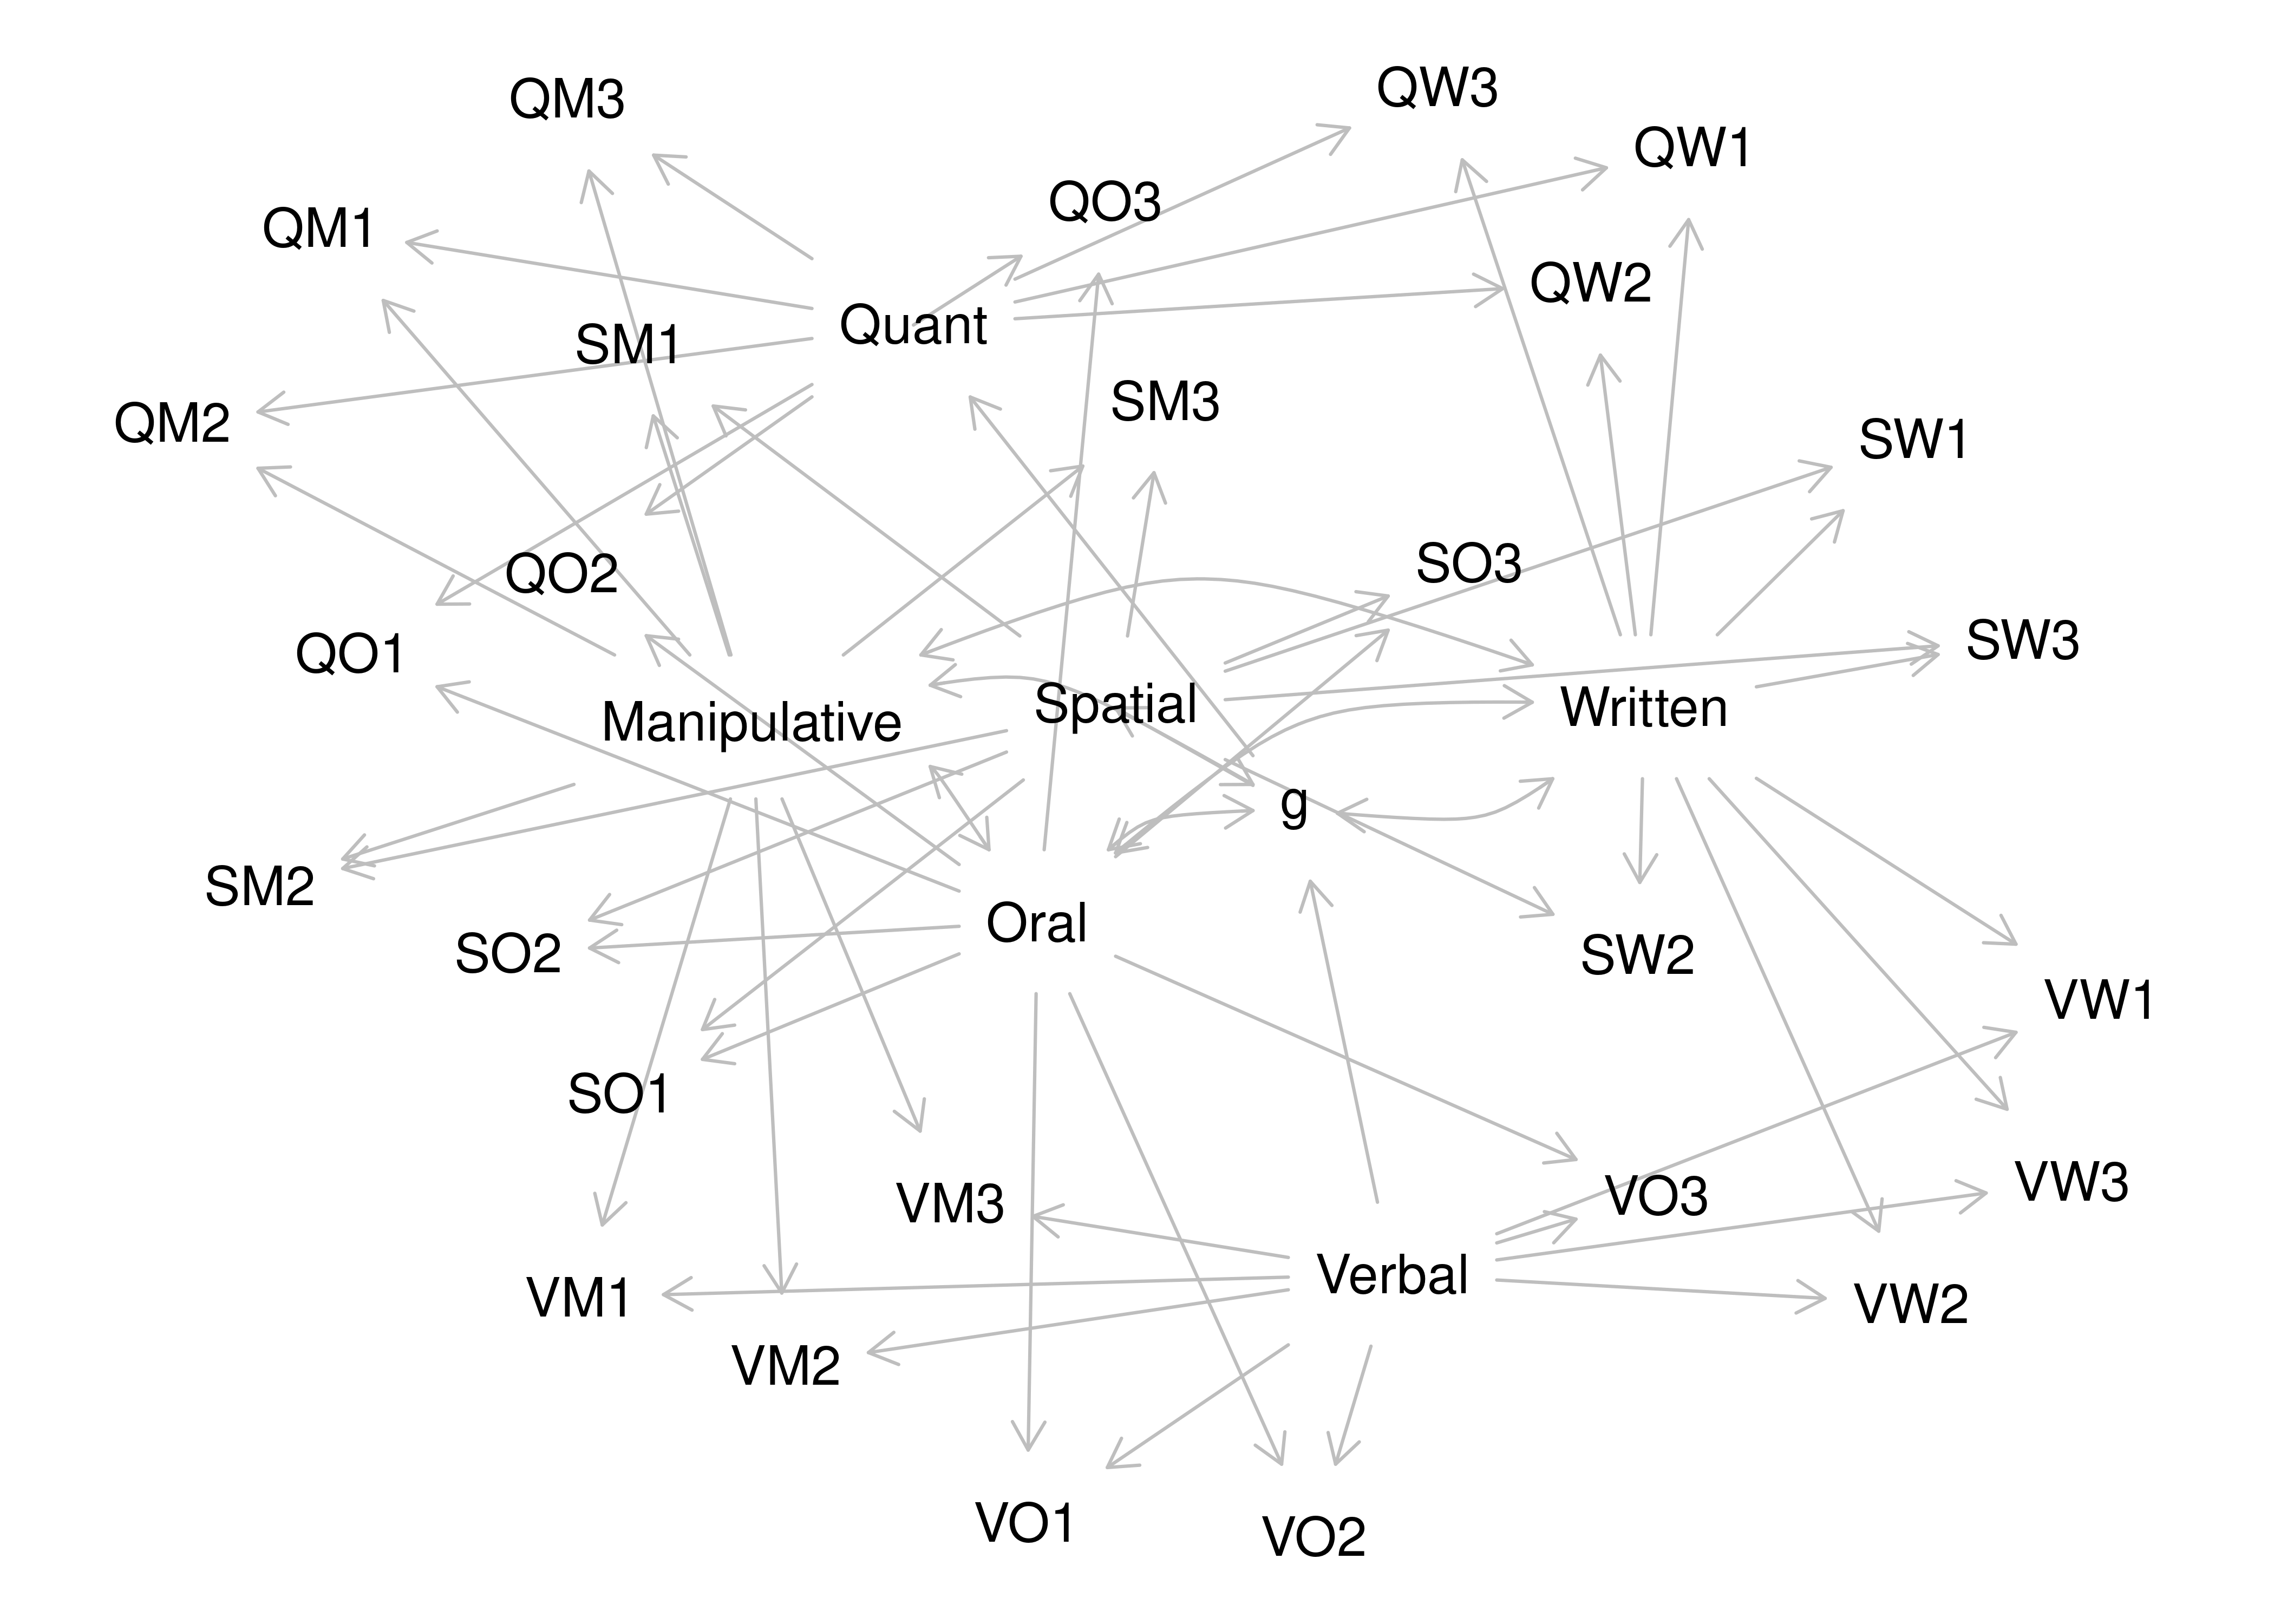 QW3
QM3
QW1
QO3
QM1
QW2
Quant
SM1
SM3
QM2
SW1
SO3
QO2
SW3
QO1
Spatial
Written
Manipulative
g
SM2
Oral
SO2
SW2
VW1
SO1
VW3
VO3
VM3
Verbal
VM1
VW2
VM2
VO1
VO2